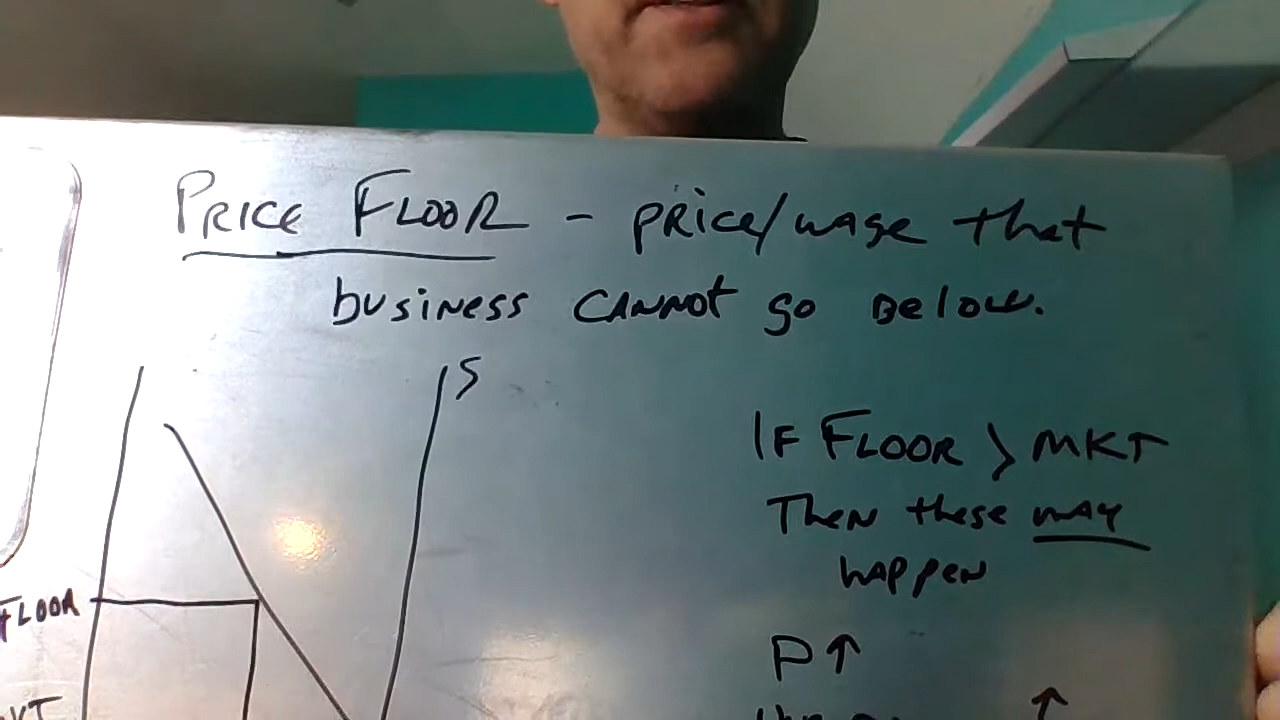 PRICE FLOOR - PRICE/WAGE that
business CANNOT go Below.
S
IF FLOOR > MKT
Then these MAY
happen
FLOOR
P↑
↑